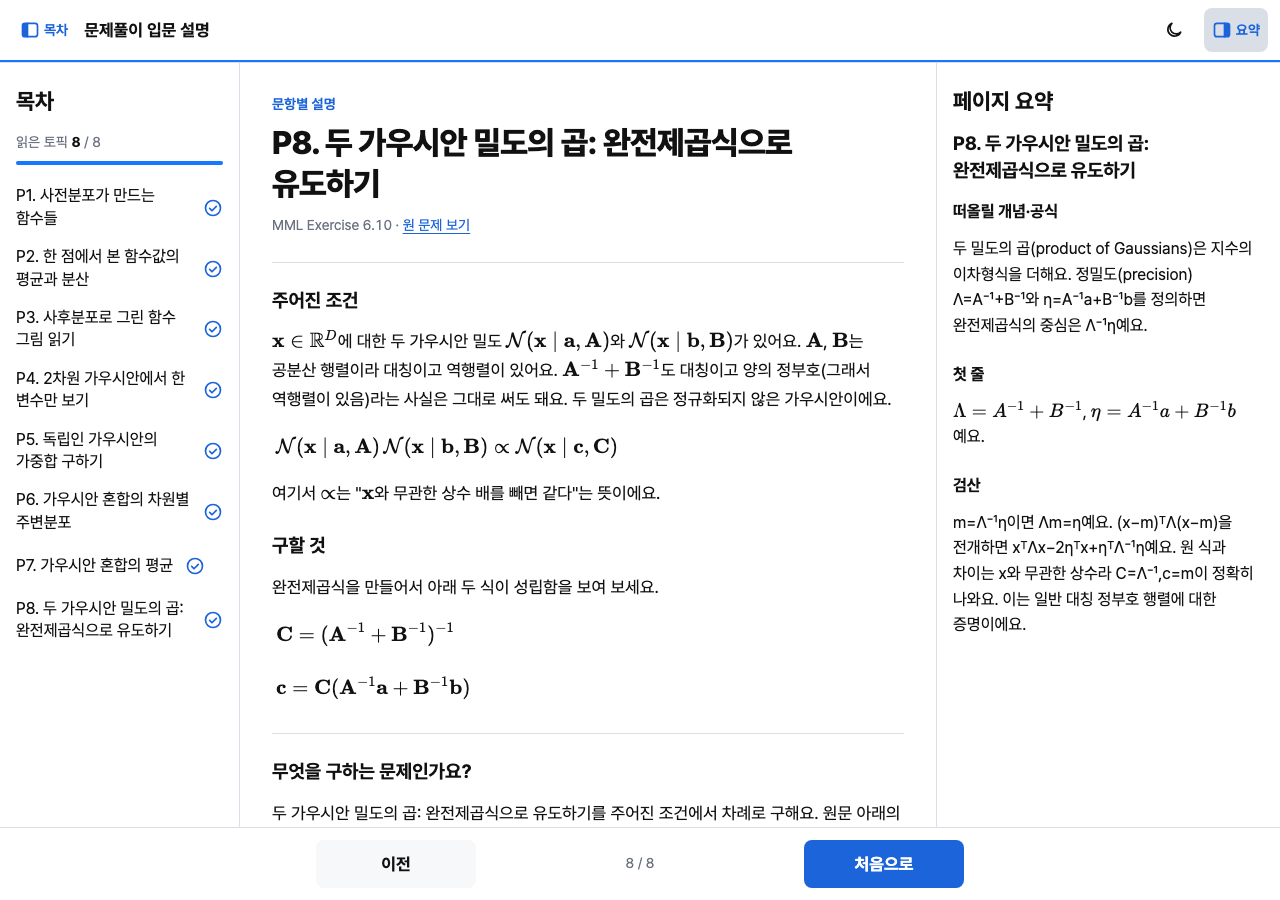 목차
문제풀이 입문 설명
요약
목차
읽은 토픽 8 / 8
P1. 사전분포가 만드는
함수들
P2. 한 점에서 본 함수값의
평균과 분산
P3. 사후분포로 그린 함수
그림 읽기
P4. 2차원 가우시안에서 한
변수만 보기
P5. 독립인 가우시안의
가중합 구하기
P6. 가우시안 혼합의 차원별
주변분포
P7. 가우시안 혼합의 평균
P8. 두 가우시안 밀도의 곱:
완전제곱식으로 유도하기
문항별 설명
P8. 두 가우시안 밀도의 곱: 완전제곱식으로
유도하기
MML Exercise 6.10 · 원 문제 보기
주어진 조건
x ∈ ℝᴰ에 대한 두 가우시안 밀도 𝒩(x ∣ a, A)와 𝒩(x ∣ b, B)가 있어요. A, B는
공분산 행렬이라 대칭이고 역행렬이 있어요. A⁻¹ + B⁻¹도 대칭이고 양의 정부호(그래서
역행렬이 있음)라는 사실은 그대로 써도 돼요. 두 밀도의 곱은 정규화되지 않은 가우시안이에요.
𝒩(x ∣ a, A) 𝒩(x ∣ b, B) ∝ 𝒩(x ∣ c, C)
여기서 ∝는 "x와 무관한 상수 배를 빼면 같다"는 뜻이에요.
구할 것
완전제곱식을 만들어서 아래 두 식이 성립함을 보여 보세요.
C = (A⁻¹ + B⁻¹)⁻¹
c = C(A⁻¹a + B⁻¹b)
무엇을 구하는 문제인가요?
두 가우시안 밀도의 곱: 완전제곱식으로 유도하기를 주어진 조건에서 차례로 구해요. 원문 아래의
페이지 요약
P8. 두 가우시안 밀도의 곱:
완전제곱식으로 유도하기
떠올릴 개념·공식
두 밀도의 곱(product of Gaussians)은 지수의
이차형식을 더해요. 정밀도(precision)
Λ=A⁻¹+B⁻¹와 η=A⁻¹a+B⁻¹b를 정의하면
완전제곱식의 중심은 Λ⁻¹η예요.
첫 줄
Λ = A⁻¹ + B⁻¹, η = A⁻¹a + B⁻¹b
예요.
검산
m=Λ⁻¹η이면 Λm=η예요. (x−m)ᵀΛ(x−m)을
전개하면 xᵀΛx−2ηᵀx+ηᵀΛ⁻¹η예요. 원 식과
차이는 x와 무관한 상수라 C=Λ⁻¹,c=m이 정확히
나와요. 이는 일반 대칭 정부호 행렬에 대한
증명이에요.
이전
8 / 8
처음으로